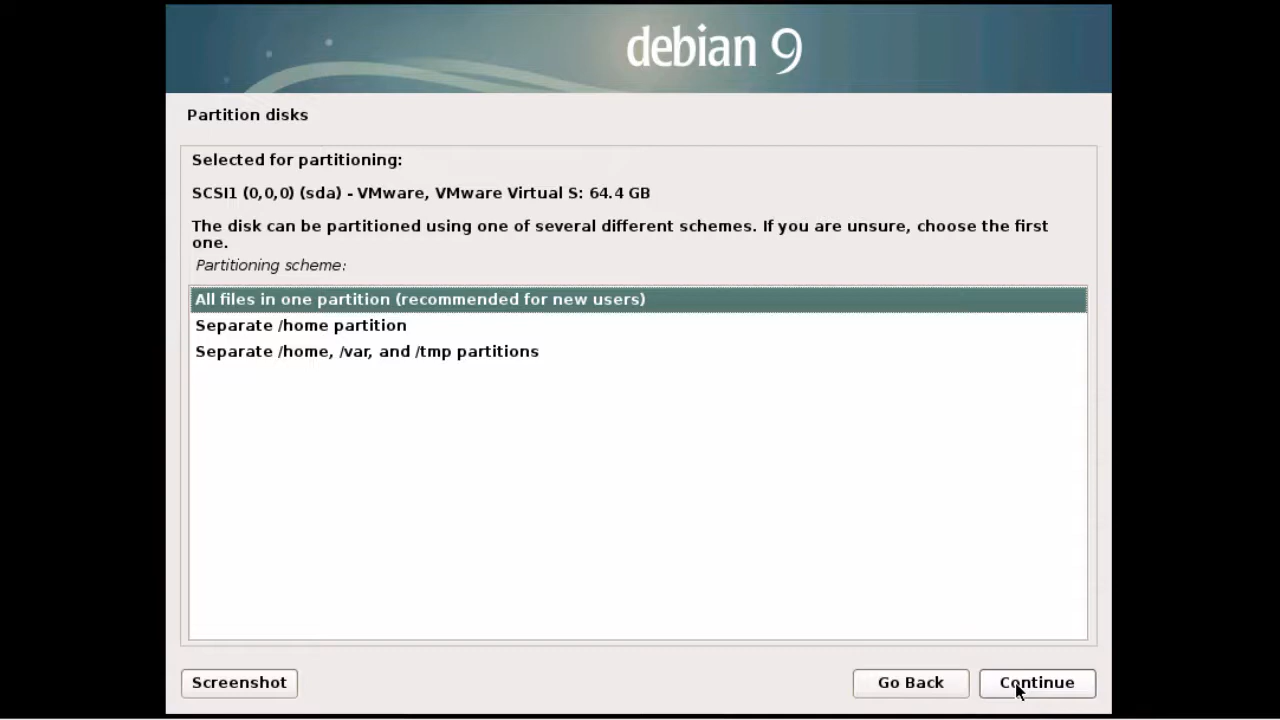 debian 9
Partition disks
Selected for partitioning:
SCSI1 (0,0,0) (sda) - VMware, VMware Virtual S: 64.4 GB
The disk can be partitioned using one of several different schemes. If you are unsure, choose the first
one.
Partitioning scheme:
All files in one partition (recommended for new users)
Separate /home partition
Separate /home, /var, and /tmp partitions
Screenshot
Go Back
Continue